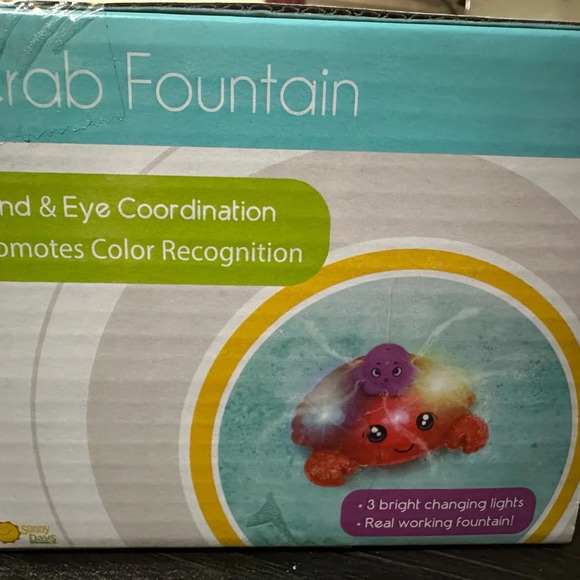 rab Fountain
nd & Eye Coordination
omotes Color Recognition
• 3 bright changing lights
• Real working fountain!
Sunny
Days